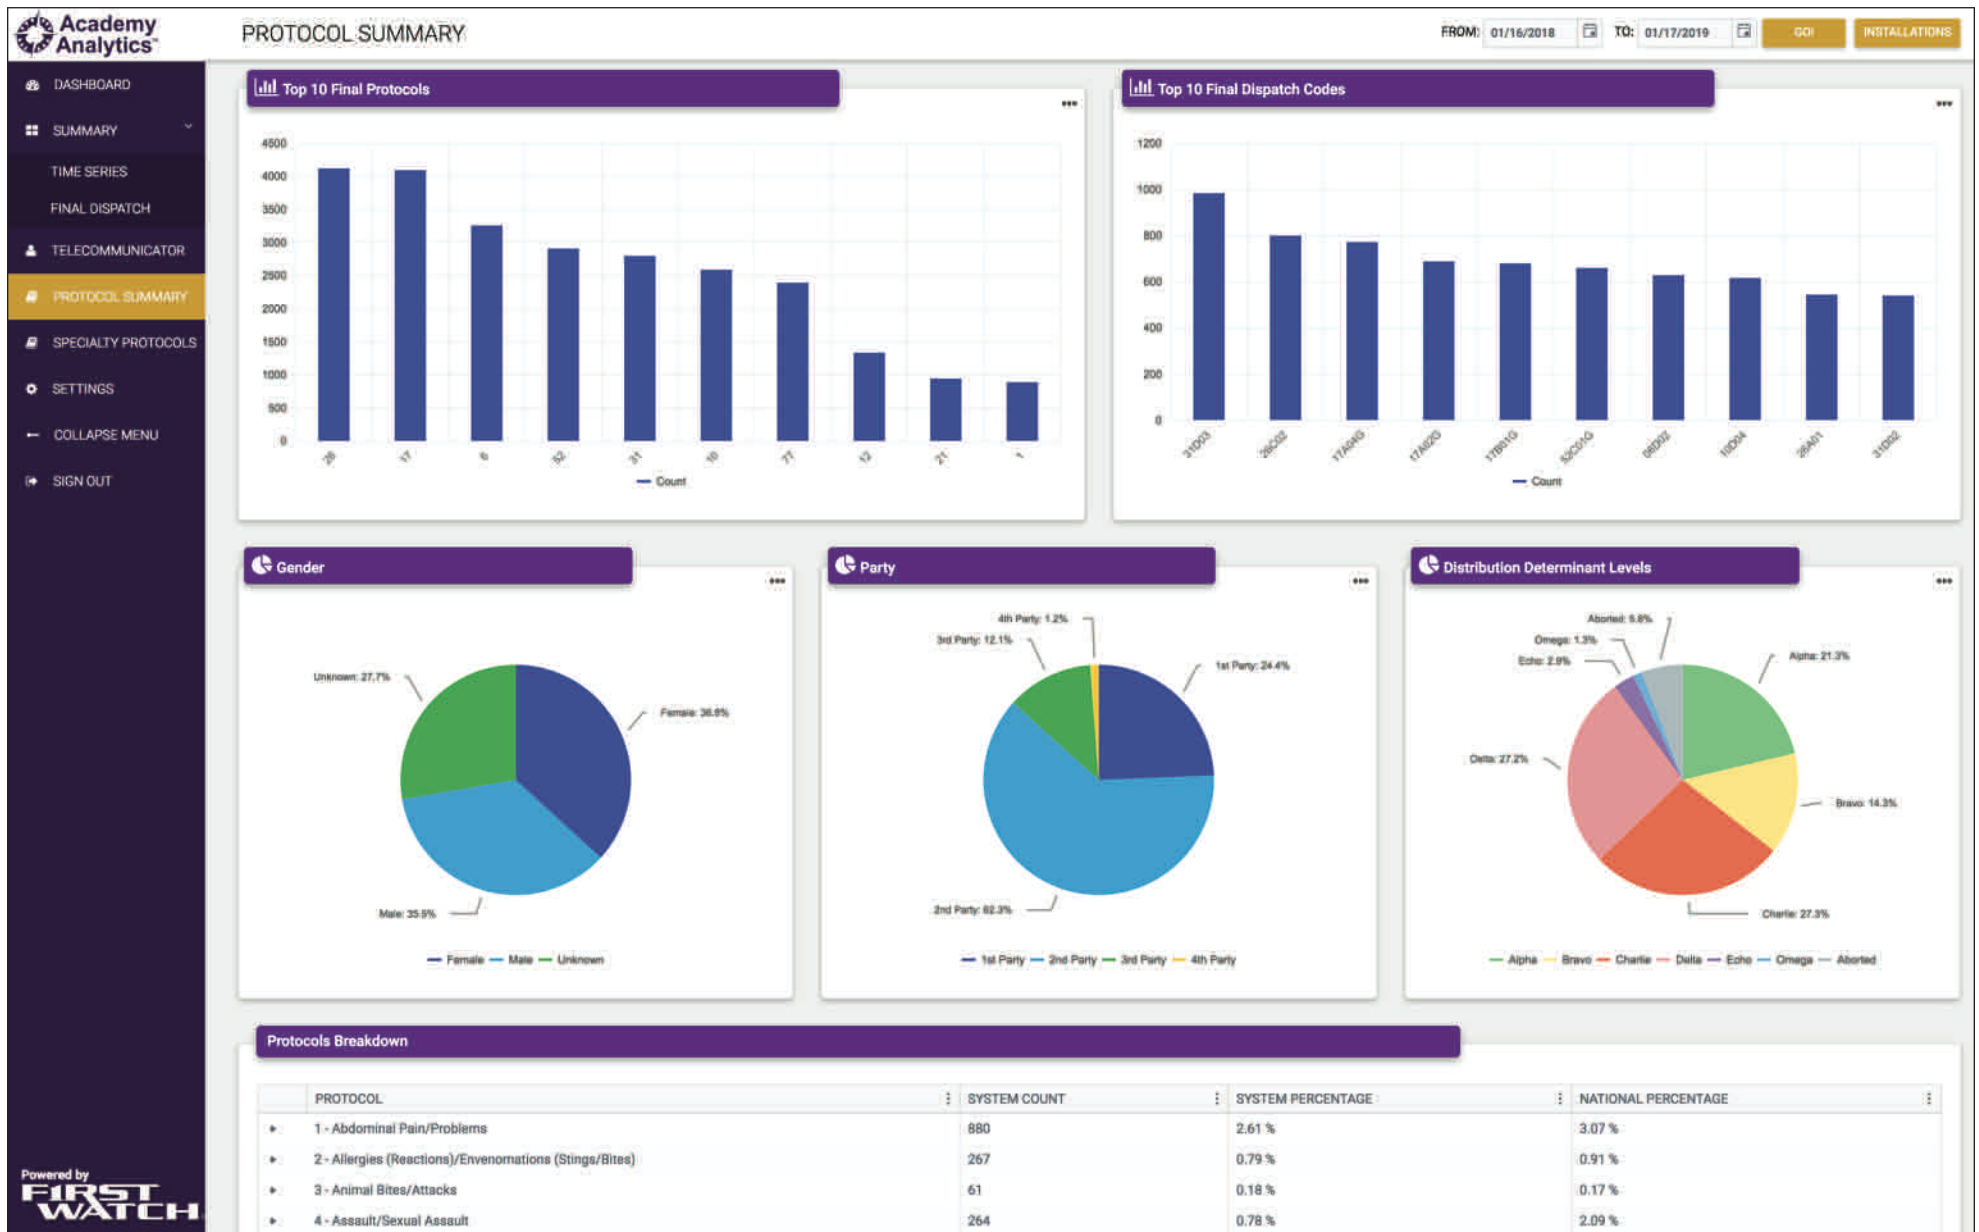 Academy
Analytics™
PROTOCOL SUMMARY
FROM: 01/16/2018 TO: 01/17/2019 GO! INSTALLATIONS
DASHBOARD
SUMMARY
TIME SERIES
FINAL DISPATCH
TELECOMMUNICATOR
PROTOCOL SUMMARY
SPECIALTY PROTOCOLS
SETTINGS
COLLAPSE MENU
SIGN OUT
Powered by
FIRST
WATCH
Top 10 Final Protocols
4500
4000
3500
3000
2500
2000
1500
1000
500
0
26 17 6 52 31 10 77 12 21 1
Count
Top 10 Final Dispatch Codes
1200
1000
800
600
400
200
0
31D03 26C02 17A04G 17A02G 17B01G 52C01G 06D02 10D04 26A01 31D02
Count
Gender
Unknown: 27.7%
Female: 36.8%
Male: 35.5%
Female Male Unknown
Party
4th Party: 1.2%
3rd Party: 12.1%
1st Party: 24.4%
2nd Party: 62.3%
1st Party 2nd Party 3rd Party 4th Party
Distribution Determinant Levels
Aborted: 5.8%
Omega: 1.3%
Echo: 2.9%
Alpha: 21.3%
Delta: 27.2%
Bravo: 14.3%
Charlie: 27.3%
Alpha Bravo Charlie Delta Echo Omega Aborted
Protocols Breakdown
PROTOCOL SYSTEM COUNT SYSTEM PERCENTAGE NATIONAL PERCENTAGE
1 - Abdominal Pain/Problems 880 2.61 % 3.07 %
2 - Allergies (Reactions)/Envenomations (Stings/Bites) 267 0.79 % 0.91 %
3 - Animal Bites/Attacks 61 0.18 % 0.17 %
4 - Assault/Sexual Assault 264 0.78 % 2.09 %